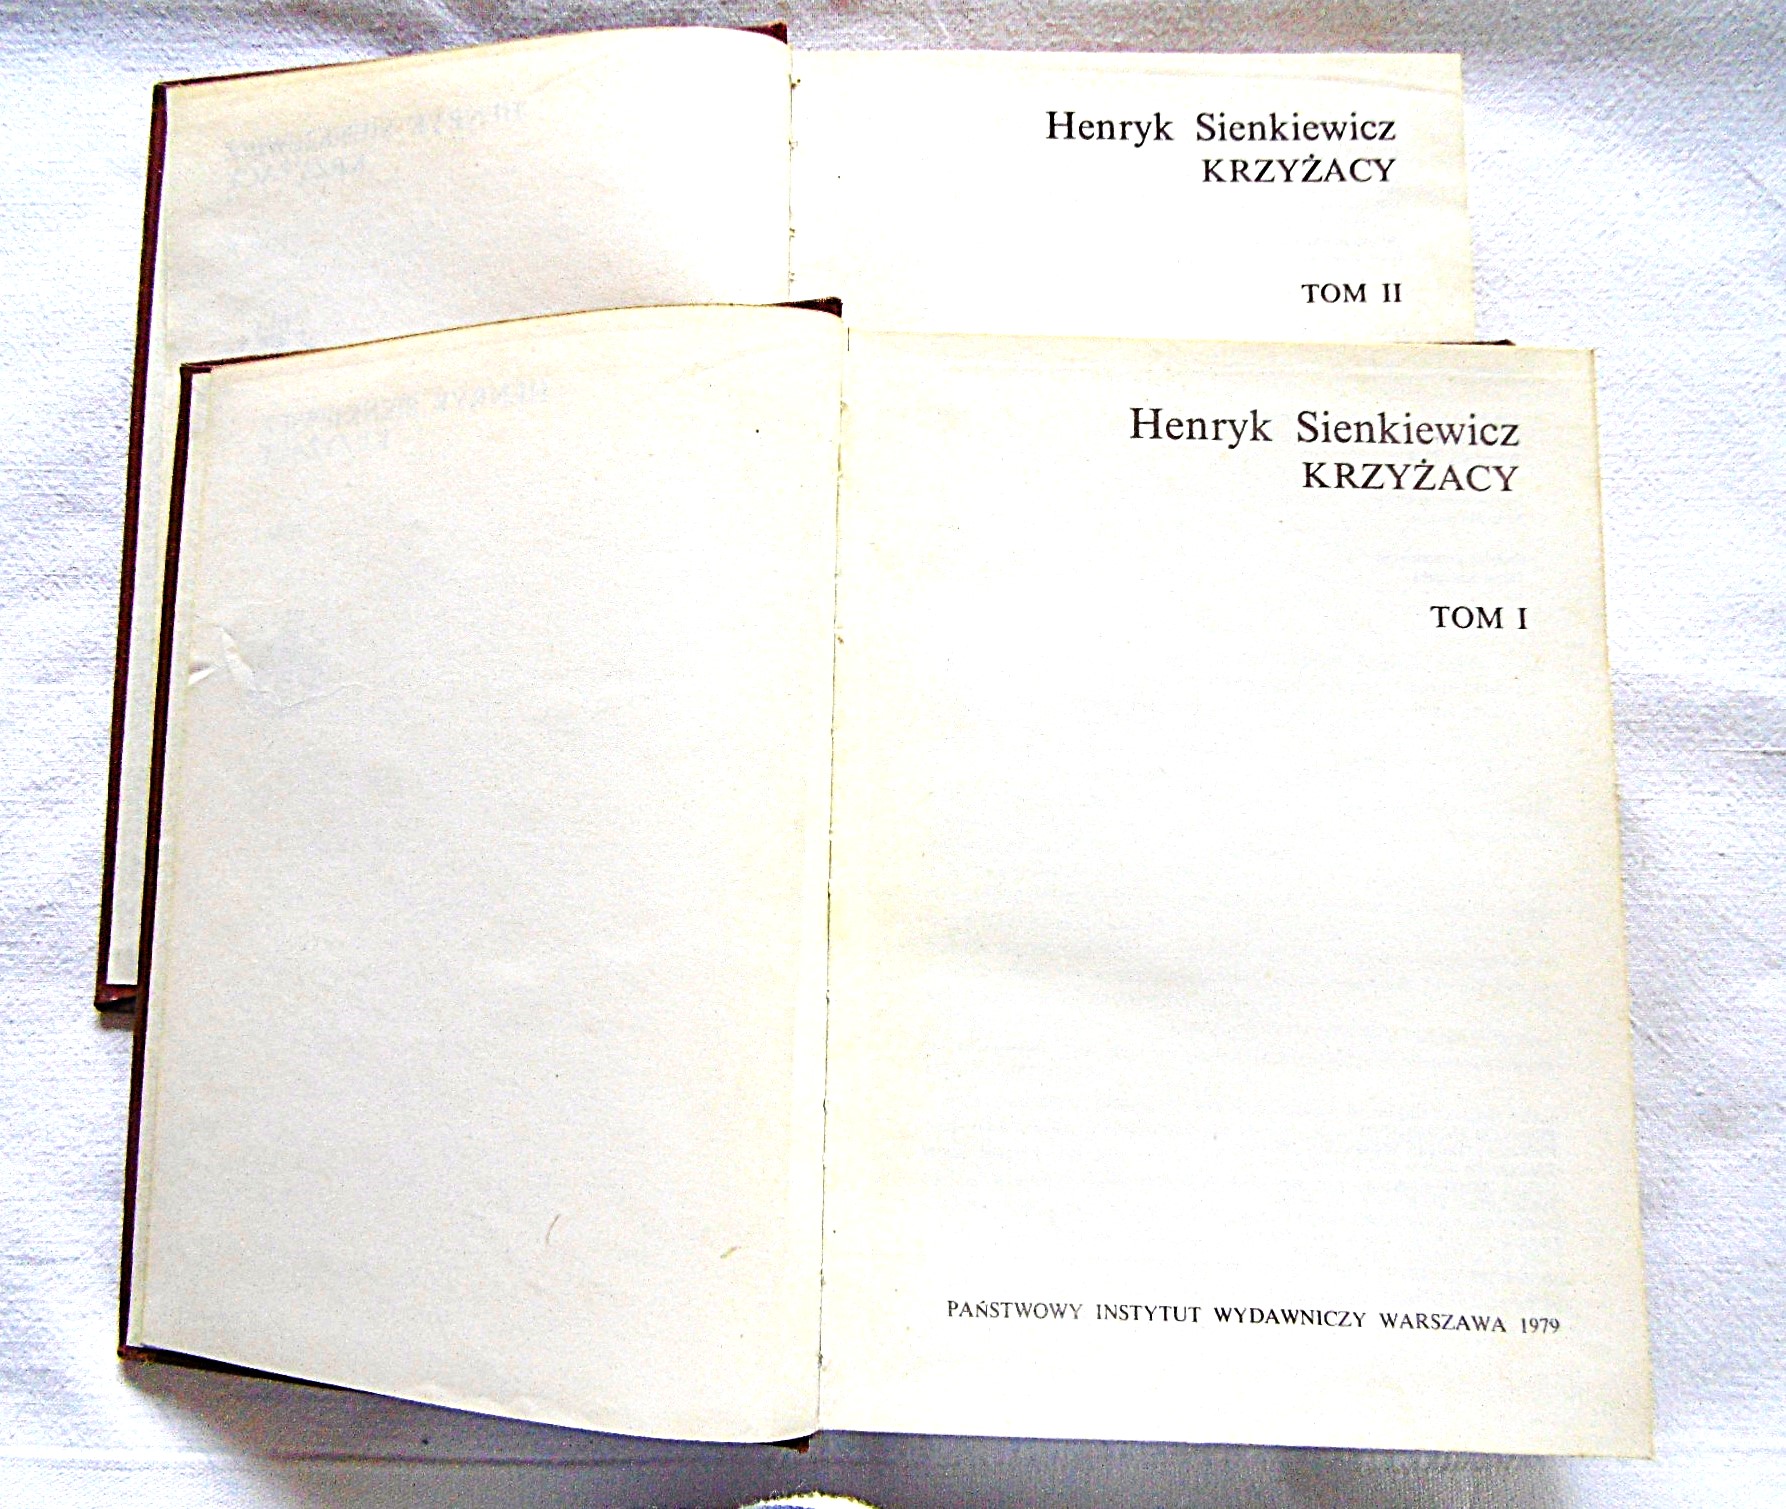 Henryk Sienkiewicz
KRZYŻACY
TOM II
Henryk Sienkiewicz
KRZYŻACY
TOM I
PAŃSTWOWY INSTYTUT WYDAWNICZY WARSZAWA 1979